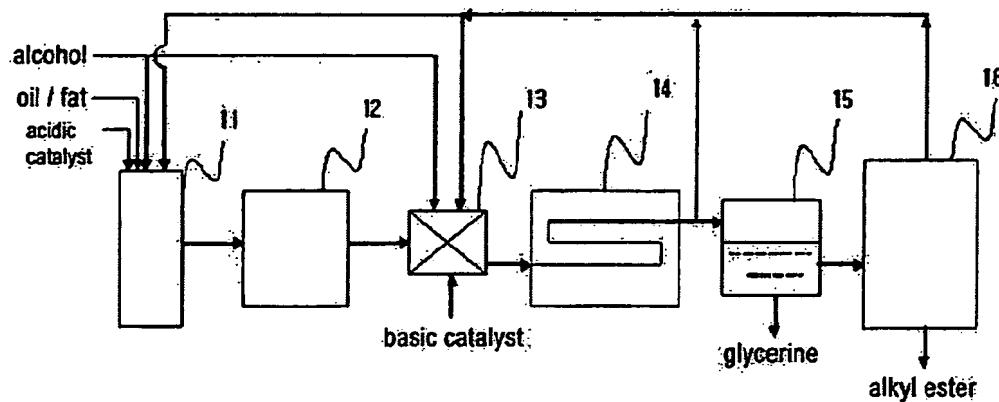 alcohol
oil / fat
acidic
catalyst
11
12
13
14
15
16
basic catalyst
glycerine
alkyl ester